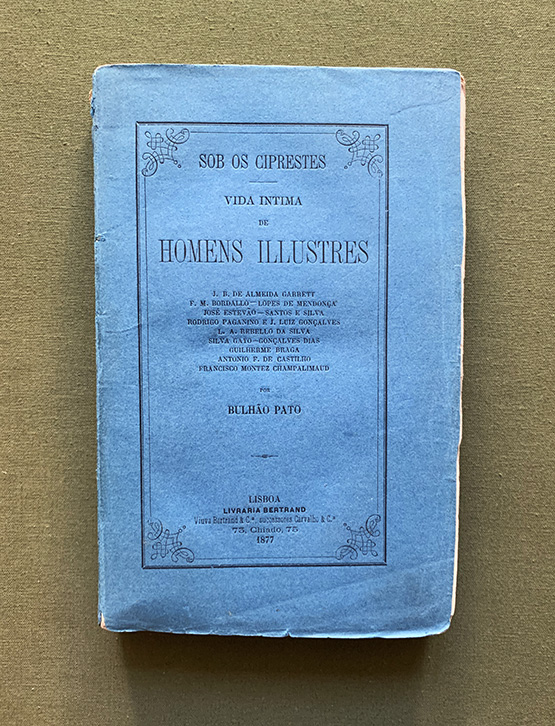 SOB OS CIPRESTES
VIDA INTIMA
DE
HOMENS ILLUSTRES
J. B. DE ALMEIDA GARRETT
F. M. BORDALLO—LOPES DE MENDONÇA
JOSÉ ESTEVÃO—SANTOS E SILVA
RODRIGO PAGANINO E J. LUIZ GONÇALVES
L. A. REBELLO DA SILVA
SILVA GAYO—GONÇALVES DIAS
GUILHERME BRAGA
ANTONIO F. DE CASTILHO
FRANCISCO MONTEZ CHAMPALIMAUD
POR
BULHÃO PATO
LISBOA
LIVRARIA BERTRAND
Viuva Bertrand & C.ª, successores Carvalho & C.ª
73, Chiado, 75
1877